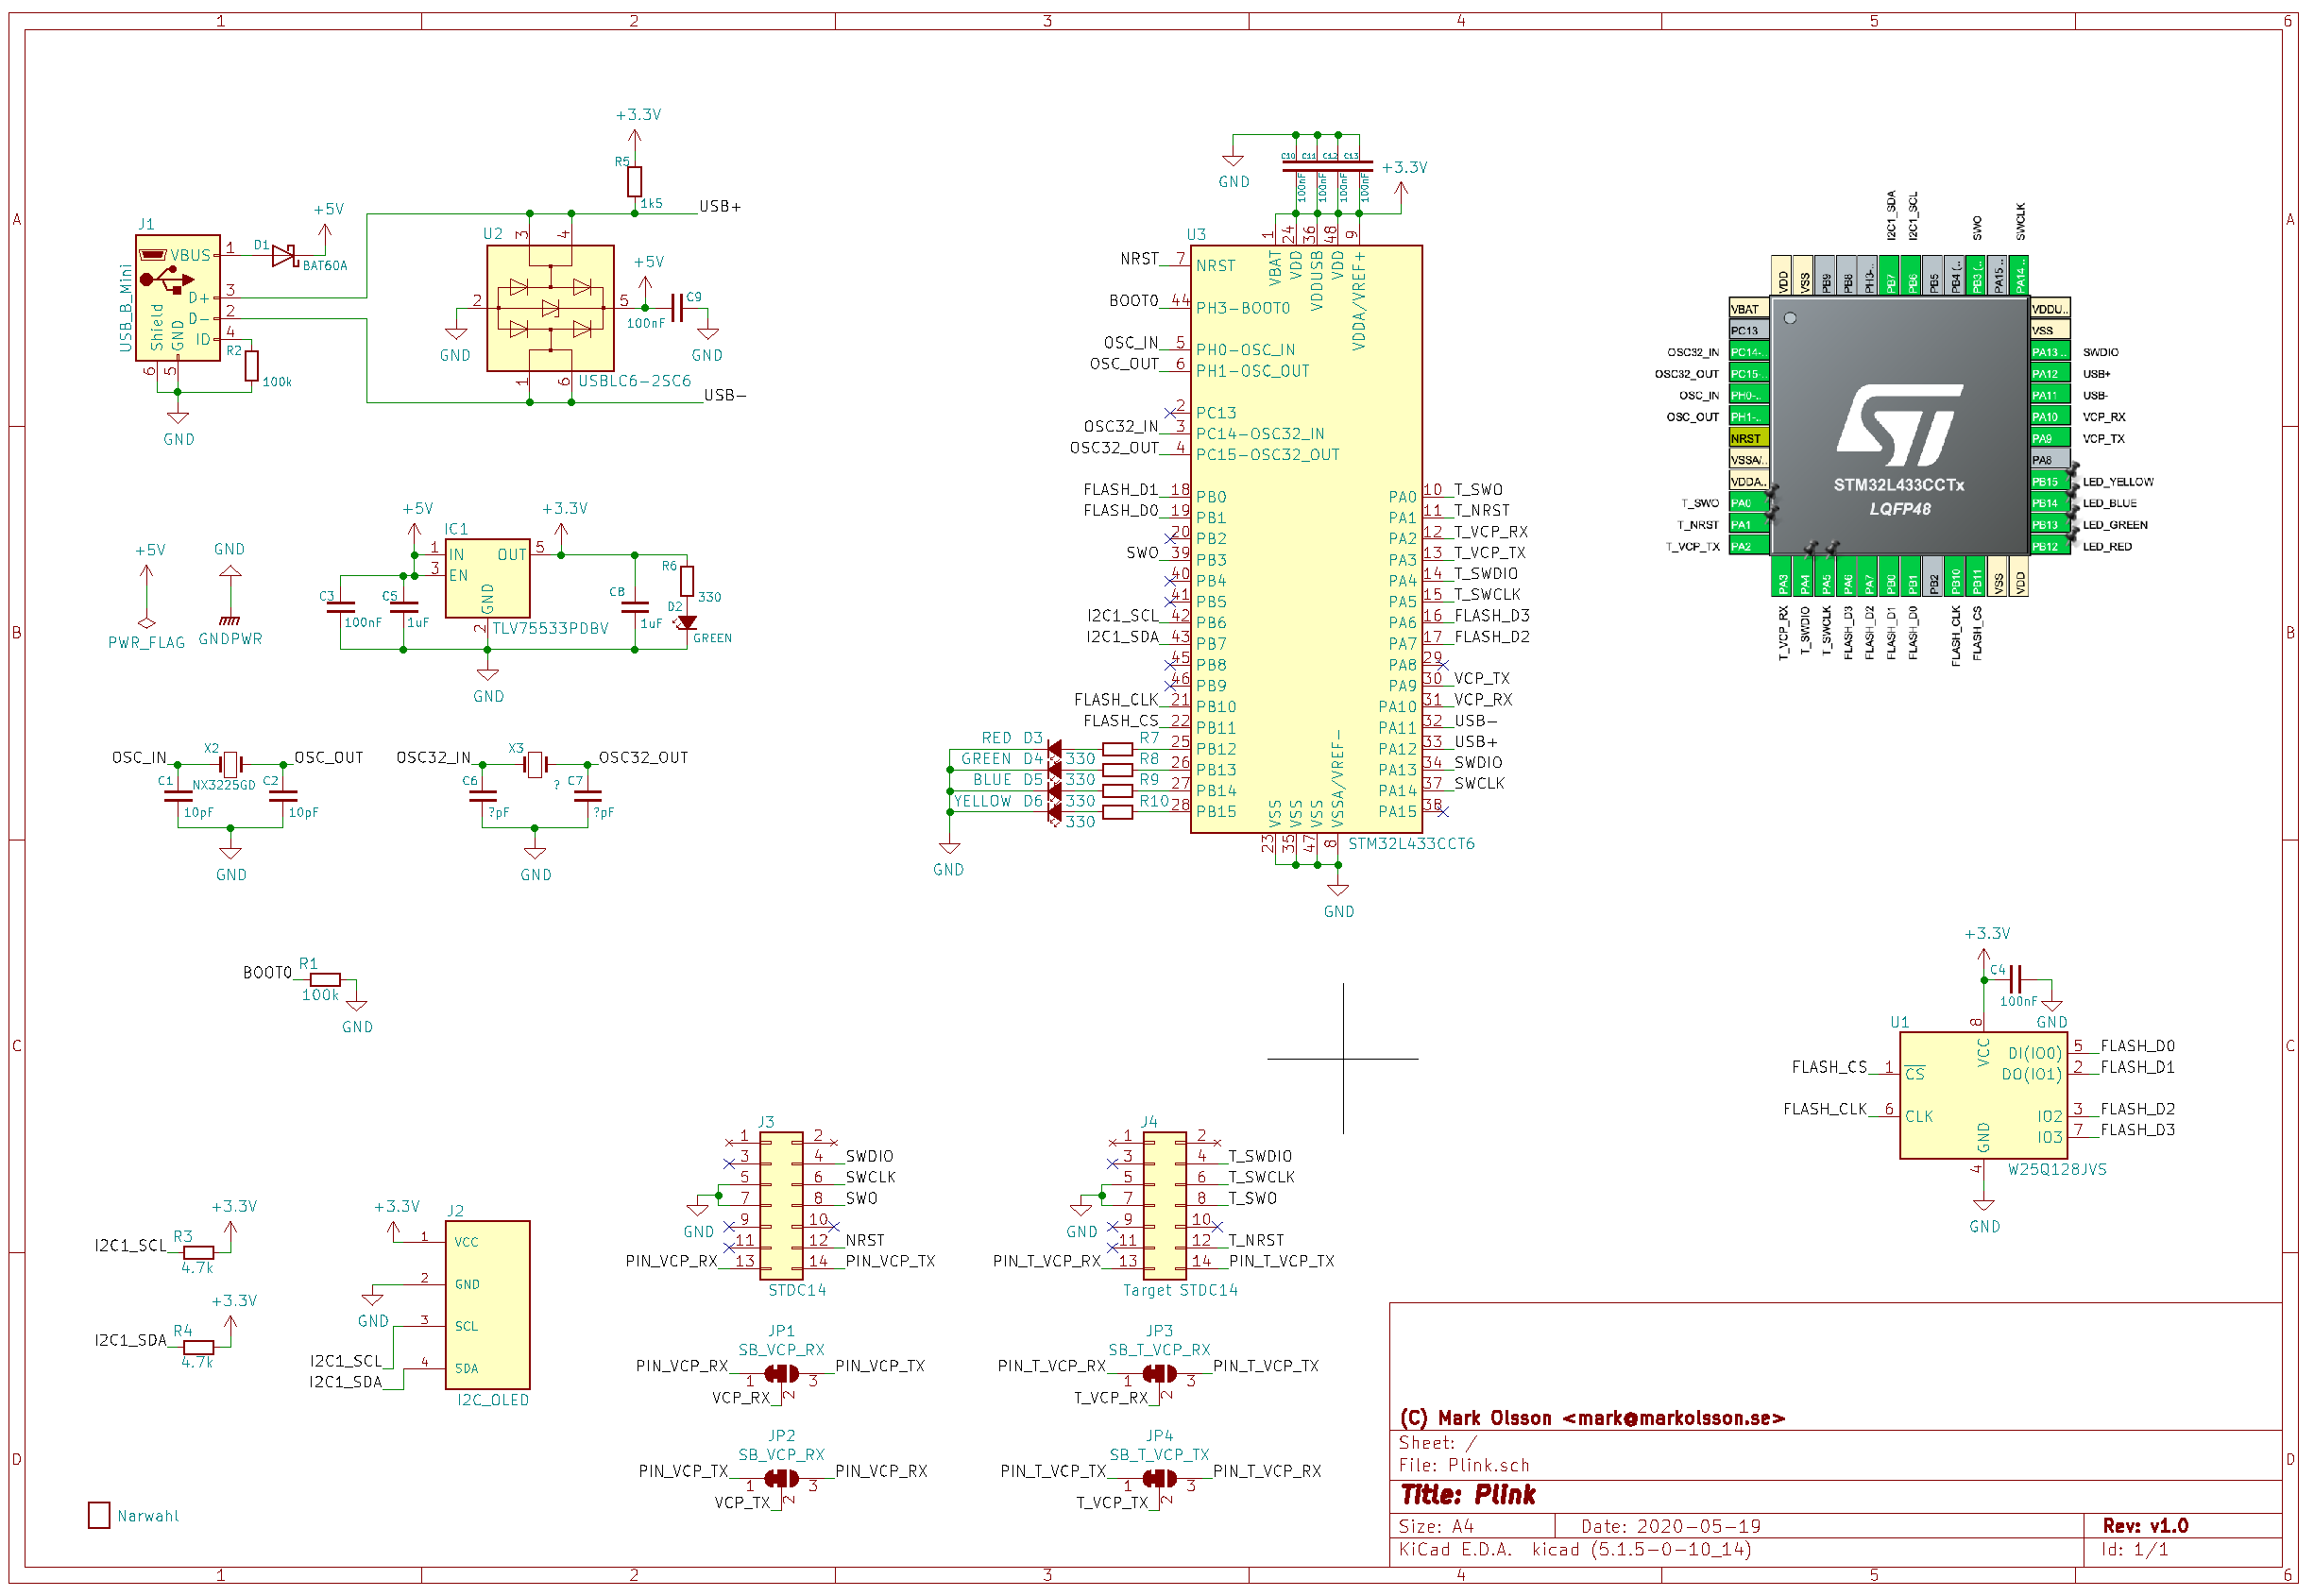 1 2 3 4 5 6
A
B
C
D
A
B
C
D
1 2 3 4 5 6
J1
USB_B_Mini
VBUS 1
D+ 3
D- 2
ID 4
Shield
GND
6 5
D1
BAT60A
+5V
R2
100k
GND
+3.3V
R5
1k5
USB+
U2
3 4
2
5
1 6
USBLC6-2SC6
GND
+5V
C9
100nF
GND
USB-
+5V
PWR_FLAG
GND
GNDPWR
+5V
+3.3V
IC1
1 IN
3 EN
OUT 5
GND
2
TLV75533PDBV
C3
100nF
C5
1uF
C8
1uF
R6
330
D2
GREEN
GND
OSC_IN
X2
OSC_OUT
C1
NX3225GD
C2
10pF
10pF
GND
OSC32_IN
X3
OSC32_OUT
C6
?
C7
?pF
?pF
GND
BOOT0
R1
100k
GND
I2C1_SCL
R3
4.7k
+3.3V
I2C1_SDA
R4
4.7k
+3.3V
+3.3V
J2
1 VCC
2 GND
3 SCL
4 SDA
GND
I2C1_SCL
I2C1_SDA
I2C_OLED
Narwahl
GND
C10 C11 C12 C13
100nF 100nF 100nF 100nF
+3.3V
U3
1 24 36 48 9
VBAT
VDD
VDDUSB
VDD
VDDA/VREF+
NRST 7 NRST
BOOT0 44 PH3-BOOT0
OSC_IN 5 PH0-OSC_IN
OSC_OUT 6 PH1-OSC_OUT
2 PC13
OSC32_IN 3 PC14-OSC32_IN
OSC32_OUT 4 PC15-OSC32_OUT
FLASH_D1 18 PB0
FLASH_D0 19 PB1
20 PB2
SWO 39 PB3
40 PB4
41 PB5
I2C1_SCL 42 PB6
I2C1_SDA 43 PB7
45 PB8
46 PB9
FLASH_CLK 21 PB10
FLASH_CS 22 PB11
RED D3 330 R7 25 PB12
GREEN D4 330 R8 26 PB13
BLUE D5 330 R9 27 PB14
YELLOW D6 330 R10 28 PB15
GND
PA0 10 T_SWO
PA1 11 T_NRST
PA2 12 T_VCP_RX
PA3 13 T_VCP_TX
PA4 14 T_SWDIO
PA5 15 T_SWCLK
PA6 16 FLASH_D3
PA7 17 FLASH_D2
PA8 29
PA9 30 VCP_TX
PA10 31 VCP_RX
PA11 32 USB-
PA12 33 USB+
PA13 34 SWDIO
PA14 37 SWCLK
PA15 38
VSS
VSS
VSS
VSSA/VREF-
23 35 47 8
STM32L433CCT6
GND
I2C1_SDA
I2C1_SCL
SWO
SWCLK
VDD
VSS
PB9
PB8
PH3-..
PB7
PB6
PB5
PB4 (..
PB3 (..
PA15 ..
PA14..
VBAT
PC13
OSC32_IN PC14-..
OSC32_OUT PC15-..
OSC_IN PH0-..
OSC_OUT PH1-..
NRST
VSSA/..
VDDA..
T_SWO PA0
T_NRST PA1
T_VCP_TX PA2
STM32L433CCTx
LQFP48
VDDU..
VSS
PA13 .. SWDIO
PA12 USB+
PA11 USB-
PA10 VCP_RX
PA9 VCP_TX
PA8
PB15 LED_YELLOW
PB14 LED_BLUE
PB13 LED_GREEN
PB12 LED_RED
PA3
PA4
PA5
PA6
PA7
PB0
PB1
PB2
PB10
PB11
VSS
VDD
T_VCP_RX
T_SWDIO
T_SWCLK
FLASH_D3
FLASH_D2
FLASH_D1
FLASH_D0
FLASH_CLK
FLASH_CS
+3.3V
C4
100nF
GND
U1
8
VCC
FLASH_CS 1 CS
FLASH_CLK 6 CLK
DI(IO0) 5 FLASH_D0
DO(IO1) 2 FLASH_D1
IO2 3 FLASH_D2
IO3 7 FLASH_D3
GND
4
W25Q128JVS
GND
J3
1 2
3 4 SWDIO
5 6 SWCLK
7 8 SWO
GND
9 10
11 12 NRST
PIN_VCP_RX 13 14 PIN_VCP_TX
STDC14
J4
1 2
3 4 T_SWDIO
5 6 T_SWCLK
7 8 T_SWO
GND
9 10
11 12 T_NRST
PIN_T_VCP_RX 13 14 PIN_T_VCP_TX
Target STDC14
JP1
SB_VCP_RX
PIN_VCP_RX 1 3 PIN_VCP_TX
VCP_RX 2
JP2
SB_VCP_RX
PIN_VCP_TX 1 3 PIN_VCP_RX
VCP_TX 2
JP3
SB_T_VCP_RX
PIN_T_VCP_RX 1 3 PIN_T_VCP_TX
T_VCP_RX 2
JP4
SB_T_VCP_TX
PIN_T_VCP_TX 1 3 PIN_T_VCP_RX
T_VCP_TX 2
(C) Mark Olsson <mark@markolsson.se>
Sheet: /
File: Plink.sch
Title: Plink
Size: A4 Date: 2020-05-19 Rev: v1.0
KiCad E.D.A. kicad (5.1.5-0-10_14) Id: 1/1